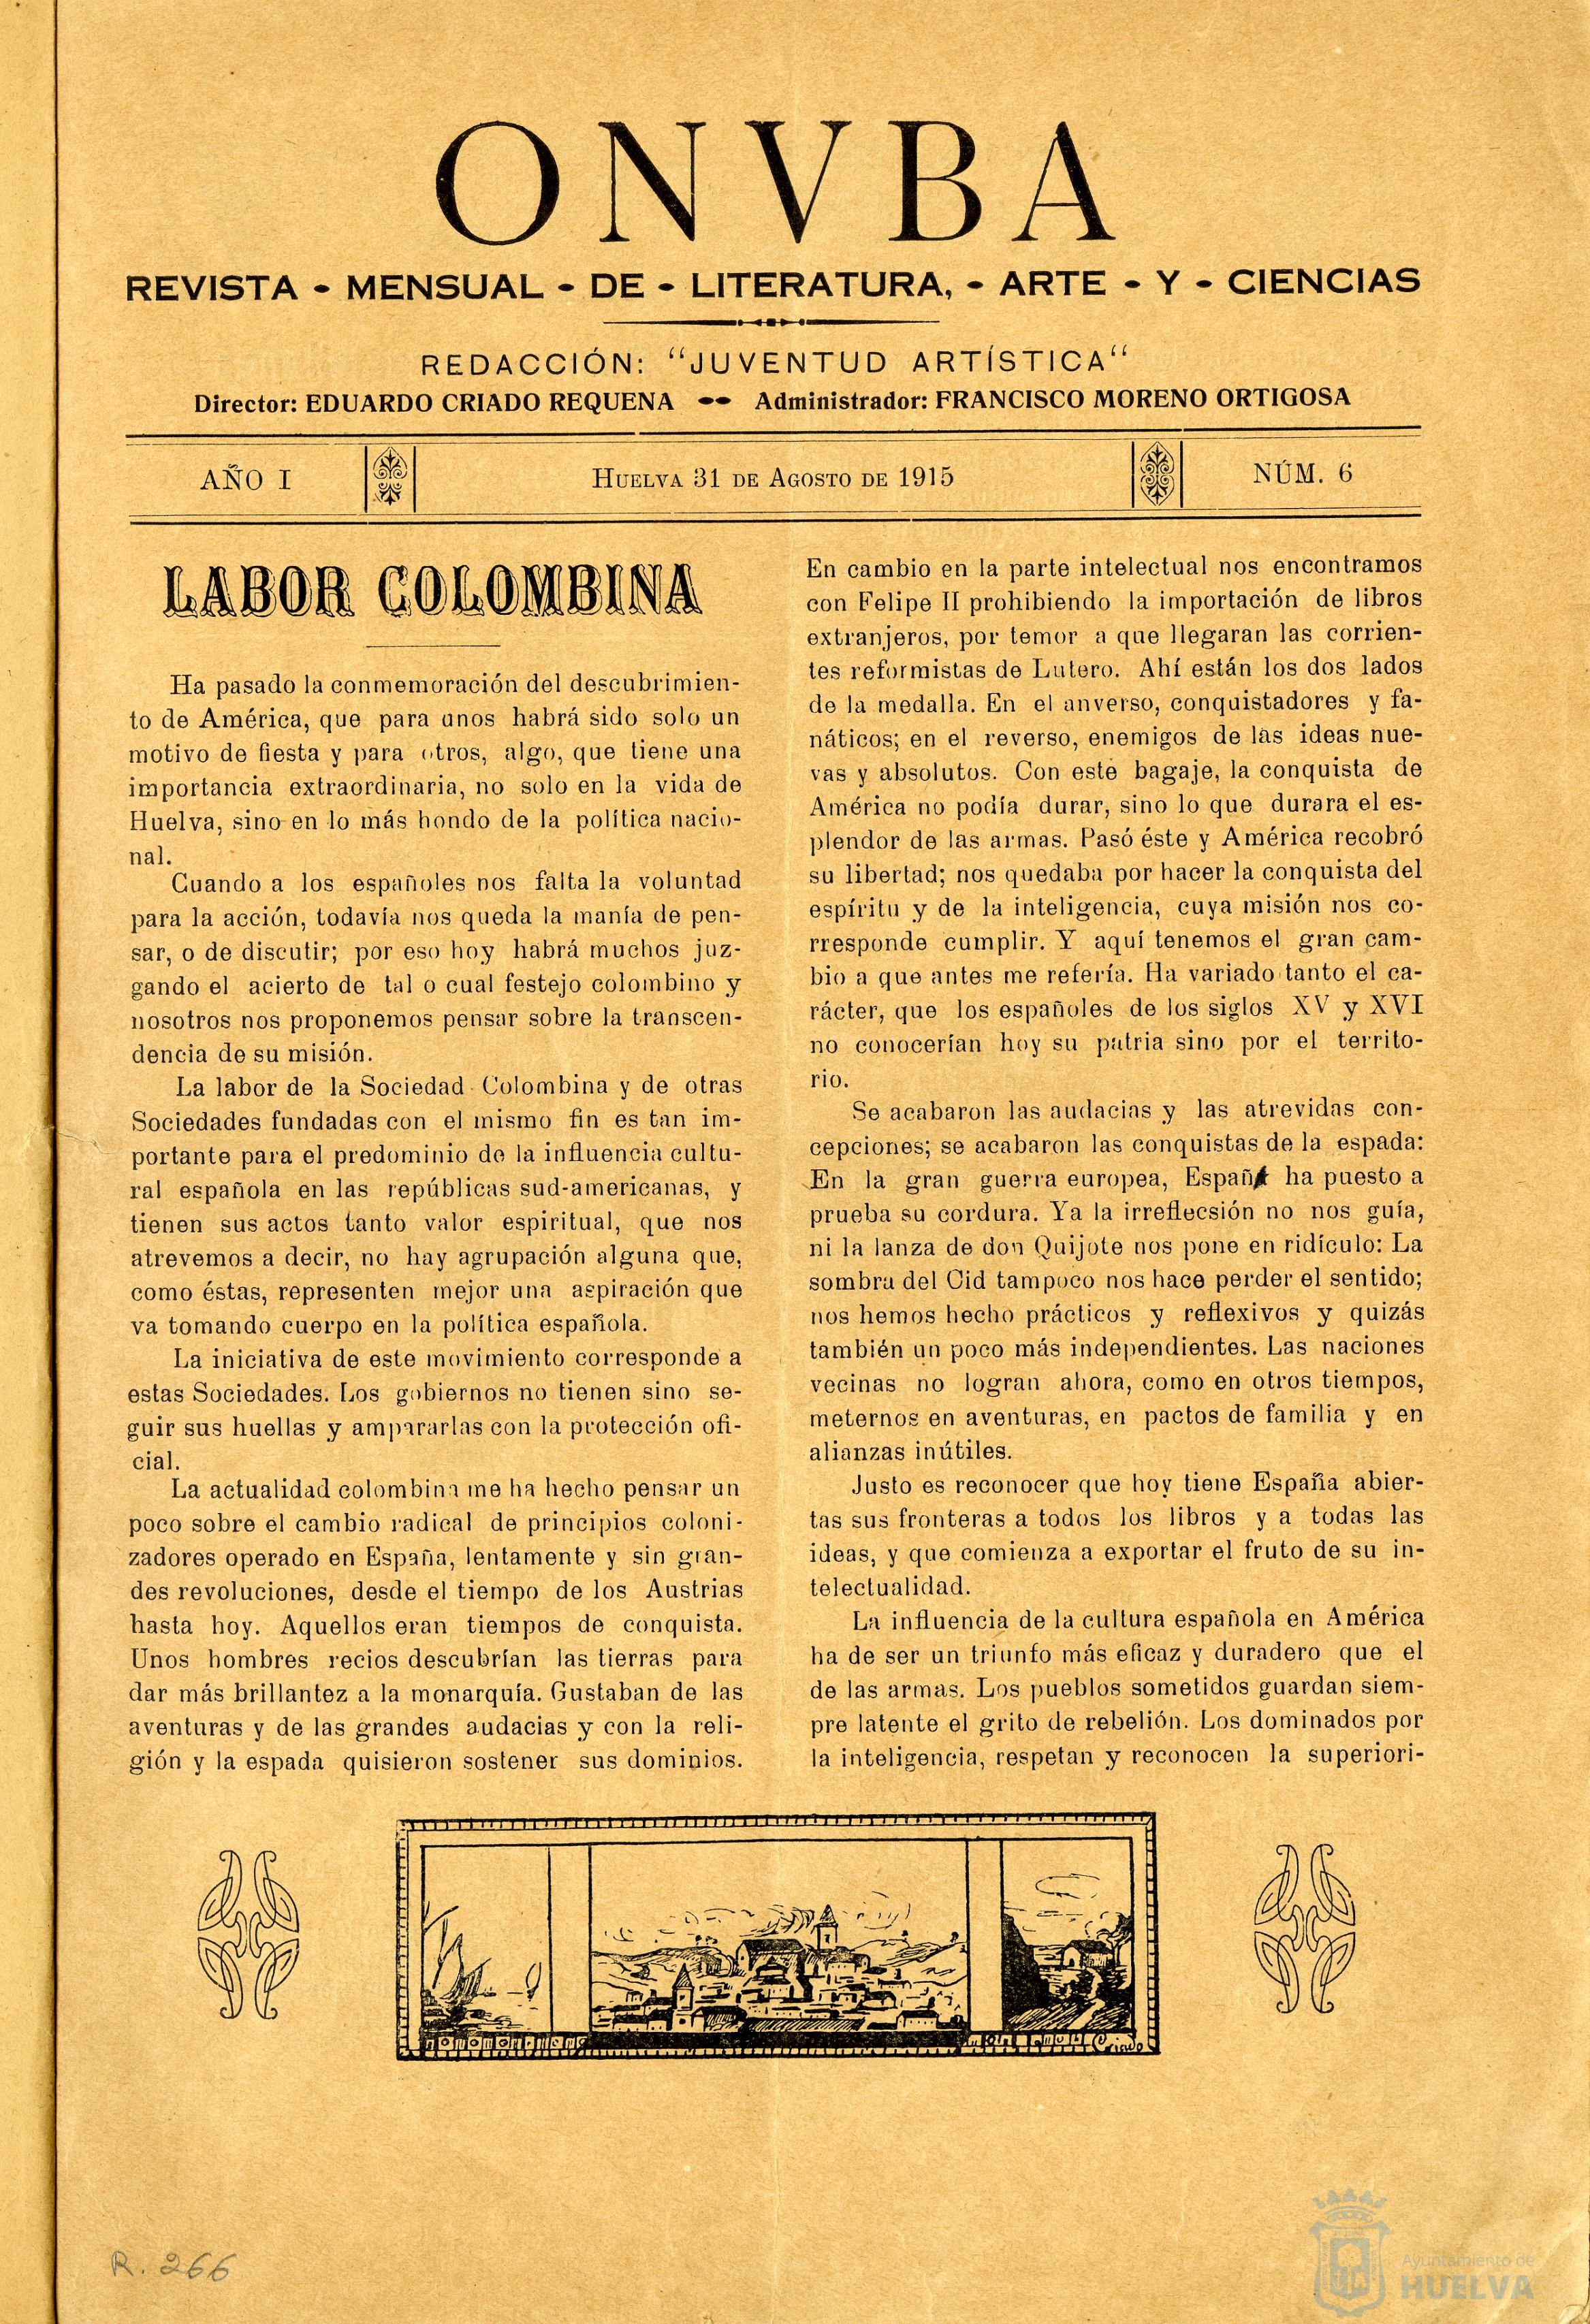 ONVBA
REVISTA - MENSUAL - DE - LITERATURA, - ARTE - Y - CIENCIAS
REDACCIÓN: “JUVENTUD ARTÍSTICA“
Director: EDUARDO CRIADO REQUENA -- Administrador: FRANCISCO MORENO ORTIGOSA
AÑO I
HUELVA 31 DE AGOSTO DE 1915
NÚM. 6
LABOR COLOMBINA
Ha pasado la conmemoración del descubrimien-
to de América, que para unos habrá sido solo un
motivo de fiesta y para otros, algo, que tiene una
importancia extraordinaria, no solo en la vida de
Huelva, sino en lo más hondo de la política nacio-
nal.
Cuando a los españoles nos falta la voluntad
para la acción, todavía nos queda la manía de pen-
sar, o de discutir; por eso hoy habrá muchos juz-
gando el acierto de tal o cual festejo colombino y
nosotros nos proponemos pensar sobre la transcen-
dencia de su misión.
La labor de la Sociedad Colombina y de otras
Sociedades fundadas con el mismo fin es tan im-
portante para el predominio de la influencia cultu-
ral española en las repúblicas sud-americanas, y
tienen sus actos tanto valor espiritual, que nos
atrevemos a decir, no hay agrupación alguna que,
como éstas, representen mejor una aspiración que
va tomando cuerpo en la política española.
La iniciativa de este movimiento corresponde a
estas Sociedades. Los gobiernos no tienen sino se-
guir sus huellas y ampararlas con la protección ofi-
cial.
La actualidad colombina me ha hecho pensar un
poco sobre el cambio radical de principios coloni-
zadores operado en España, lentamente y sin gran-
des revoluciones, desde el tiempo de los Austrias
hasta hoy. Aquellos eran tiempos de conquista.
Unos hombres recios descubrían las tierras para
dar más brillantez a la monarquía. Gustaban de las
aventuras y de las grandes audacias y con la reli-
gión y la espada quisieron sostener sus dominios.
En cambio en la parte intelectual nos encontramos
con Felipe II prohibiendo la importación de libros
extranjeros, por temor a que llegaran las corrien-
tes reformistas de Lutero. Ahí están los dos lados
de la medalla. En el anverso, conquistadores y fa-
náticos; en el reverso, enemigos de las ideas nue-
vas y absolutos. Con este bagaje, la conquista de
América no podía durar, sino lo que durara el es-
plendor de las armas. Pasó éste y América recobró
su libertad; nos quedaba por hacer la conquista del
espíritu y de la inteligencia, cuya misión nos co-
rresponde cumplir. Y aquí tenemos el gran cam-
bio a que antes me refería. Ha variado tanto el ca-
rácter, que los españoles de los siglos XV y XVI
no conocerían hoy su patria sino por el territo-
rio.
Se acabaron las audacias y las atrevidas con-
cepciones; se acabaron las conquistas de la espada:
En la gran guerra europea, España ha puesto a
prueba su cordura. Ya la irreflecsión no nos guía,
ni la lanza de don Quijote nos pone en ridículo: La
sombra del Cid tampoco nos hace perder el sentido;
nos hemos hecho prácticos y reflexivos y quizás
también un poco más independientes. Las naciones
vecinas no logran ahora, como en otros tiempos,
meternos en aventuras, en pactos de familia y en
alianzas inútiles.
Justo es reconocer que hoy tiene España abier-
tas sus fronteras a todos los libros y a todas las
ideas, y que comienza a exportar el fruto de su in-
telectualidad.
La influencia de la cultura española en América
ha de ser un triunfo más eficaz y duradero que el
de las armas. Los pueblos sometidos guardan siem-
pre latente el grito de rebelión. Los dominados por
la inteligencia, respetan y reconocen la superiori-
Criado
R. 266
Ayuntamiento de
HUELVA